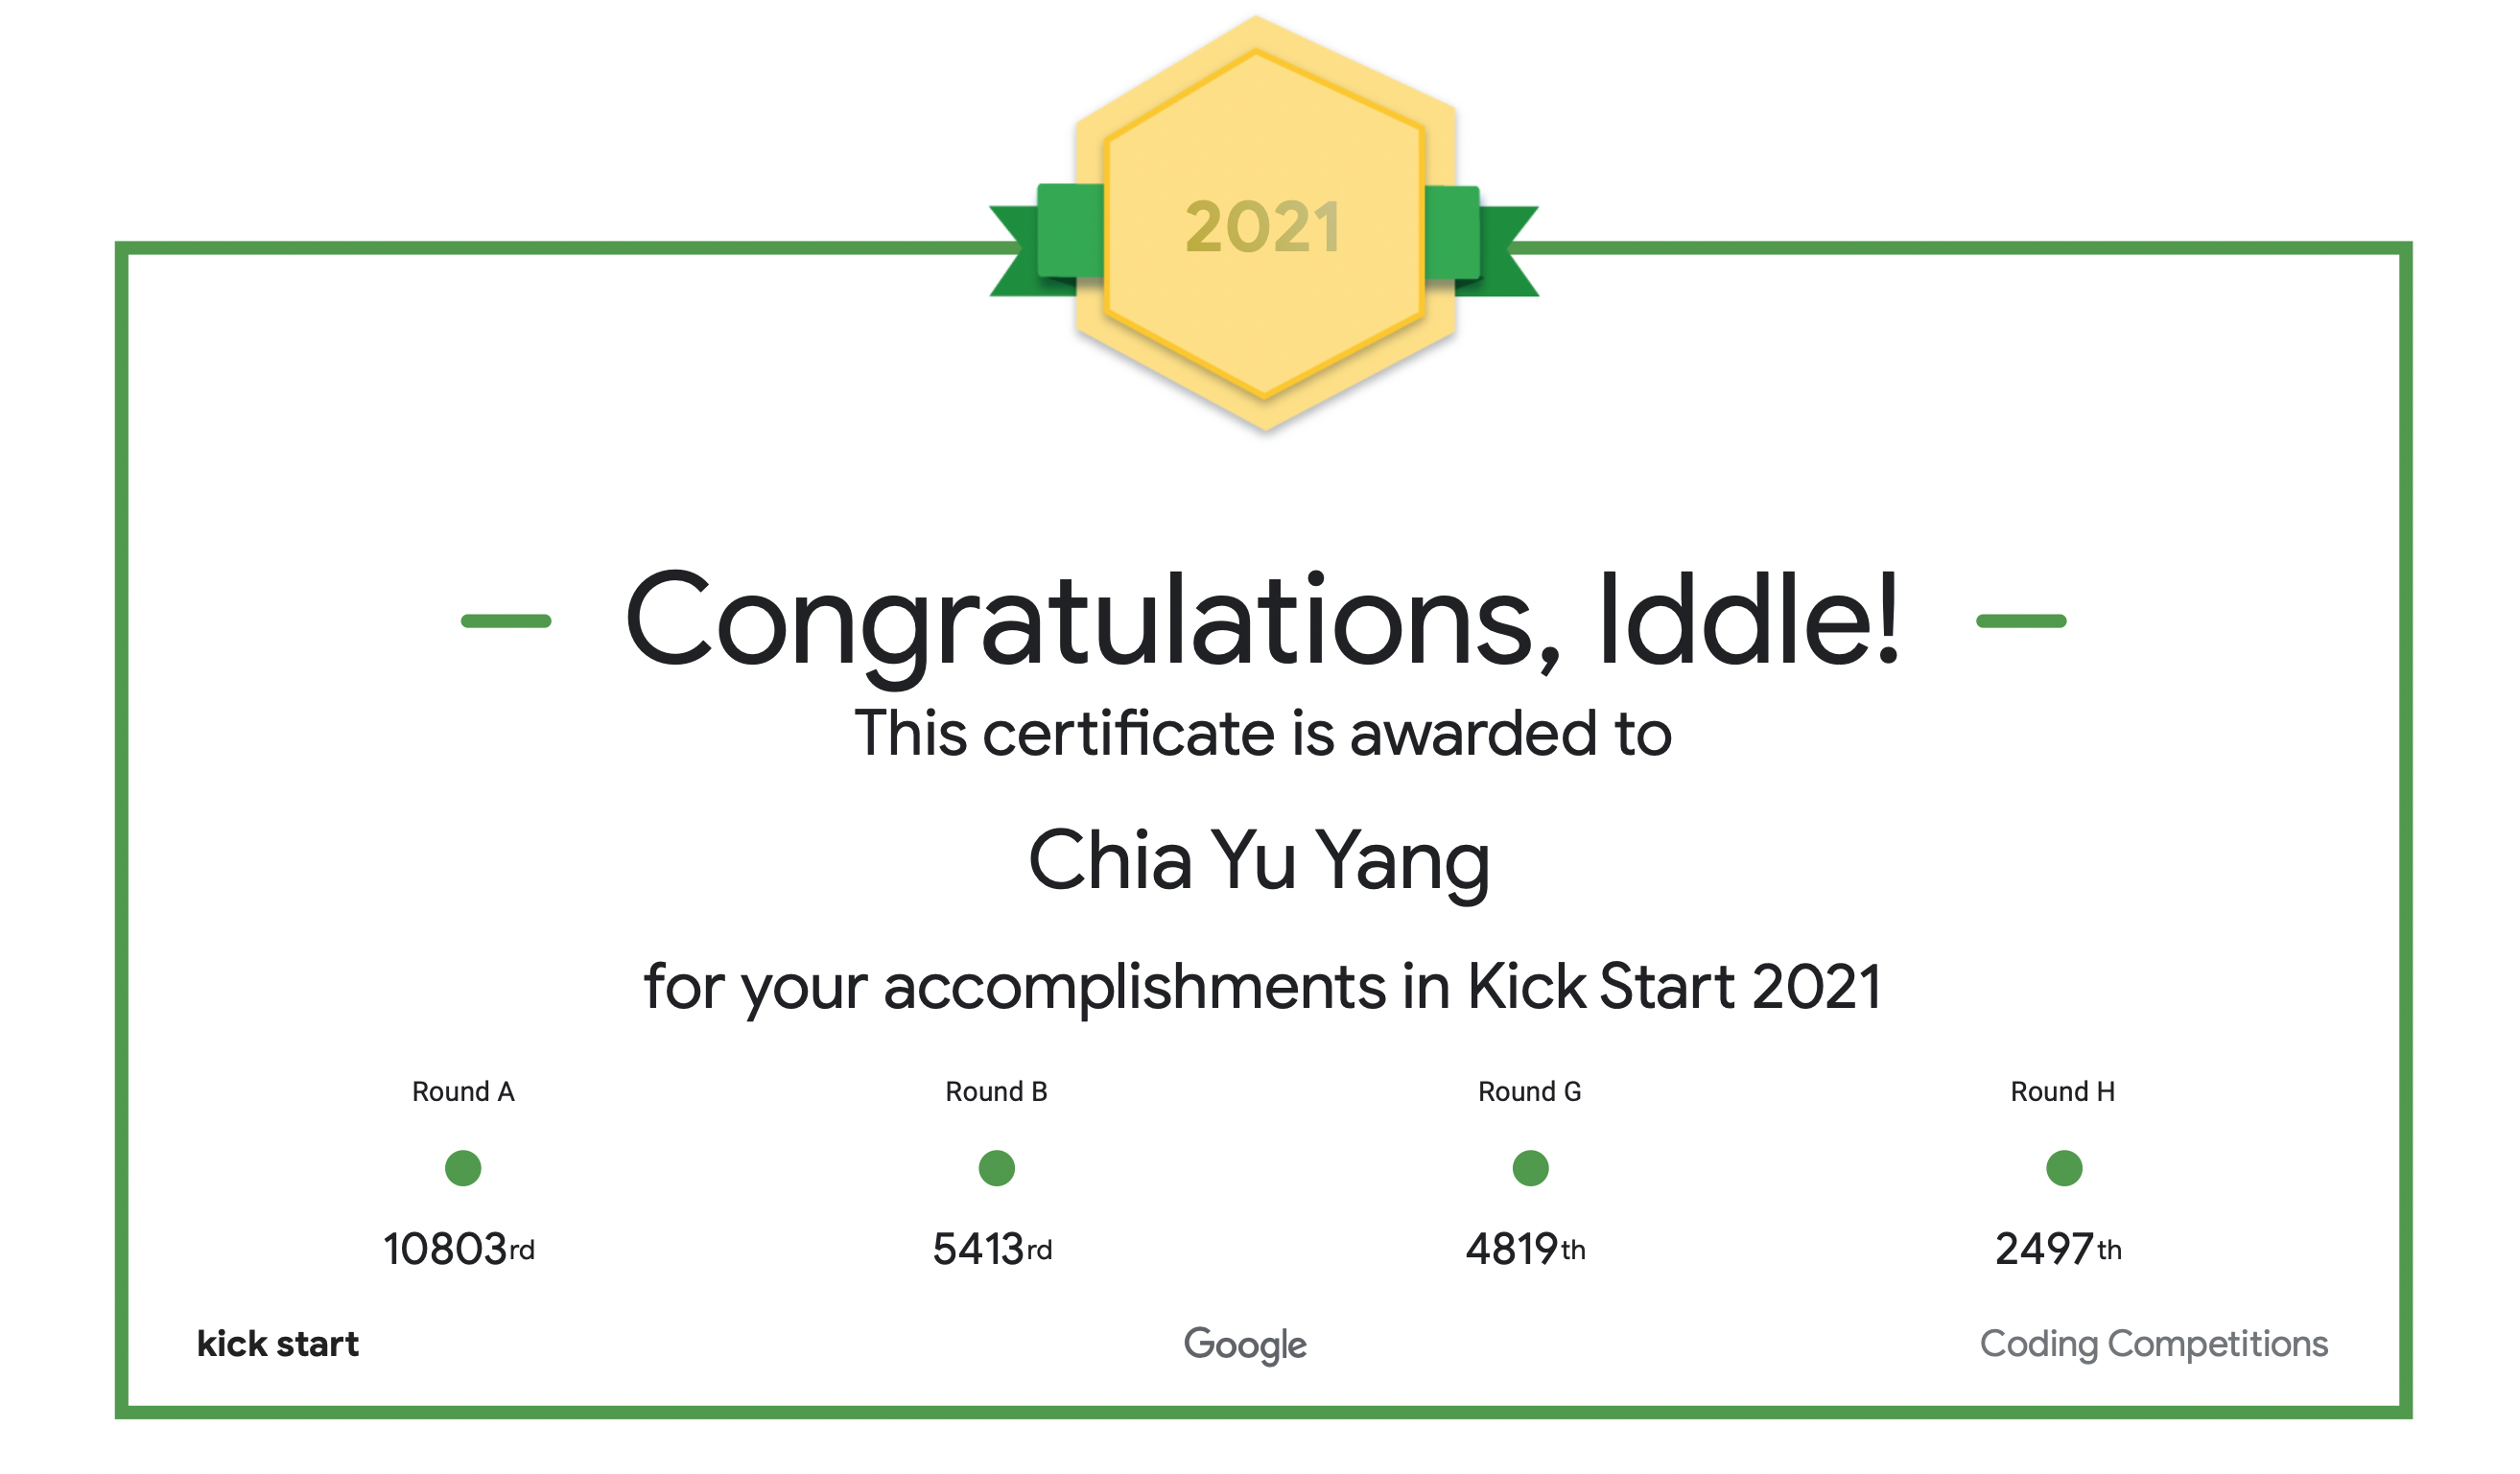 2021
Congratulations, Iddle!
This certificate is awarded to
Chia Yu Yang
for your accomplishments in Kick Start 2021
Round A Round B Round G Round H
10803rd 5413rd 4819th 2497th
kick start Google Coding Competitions